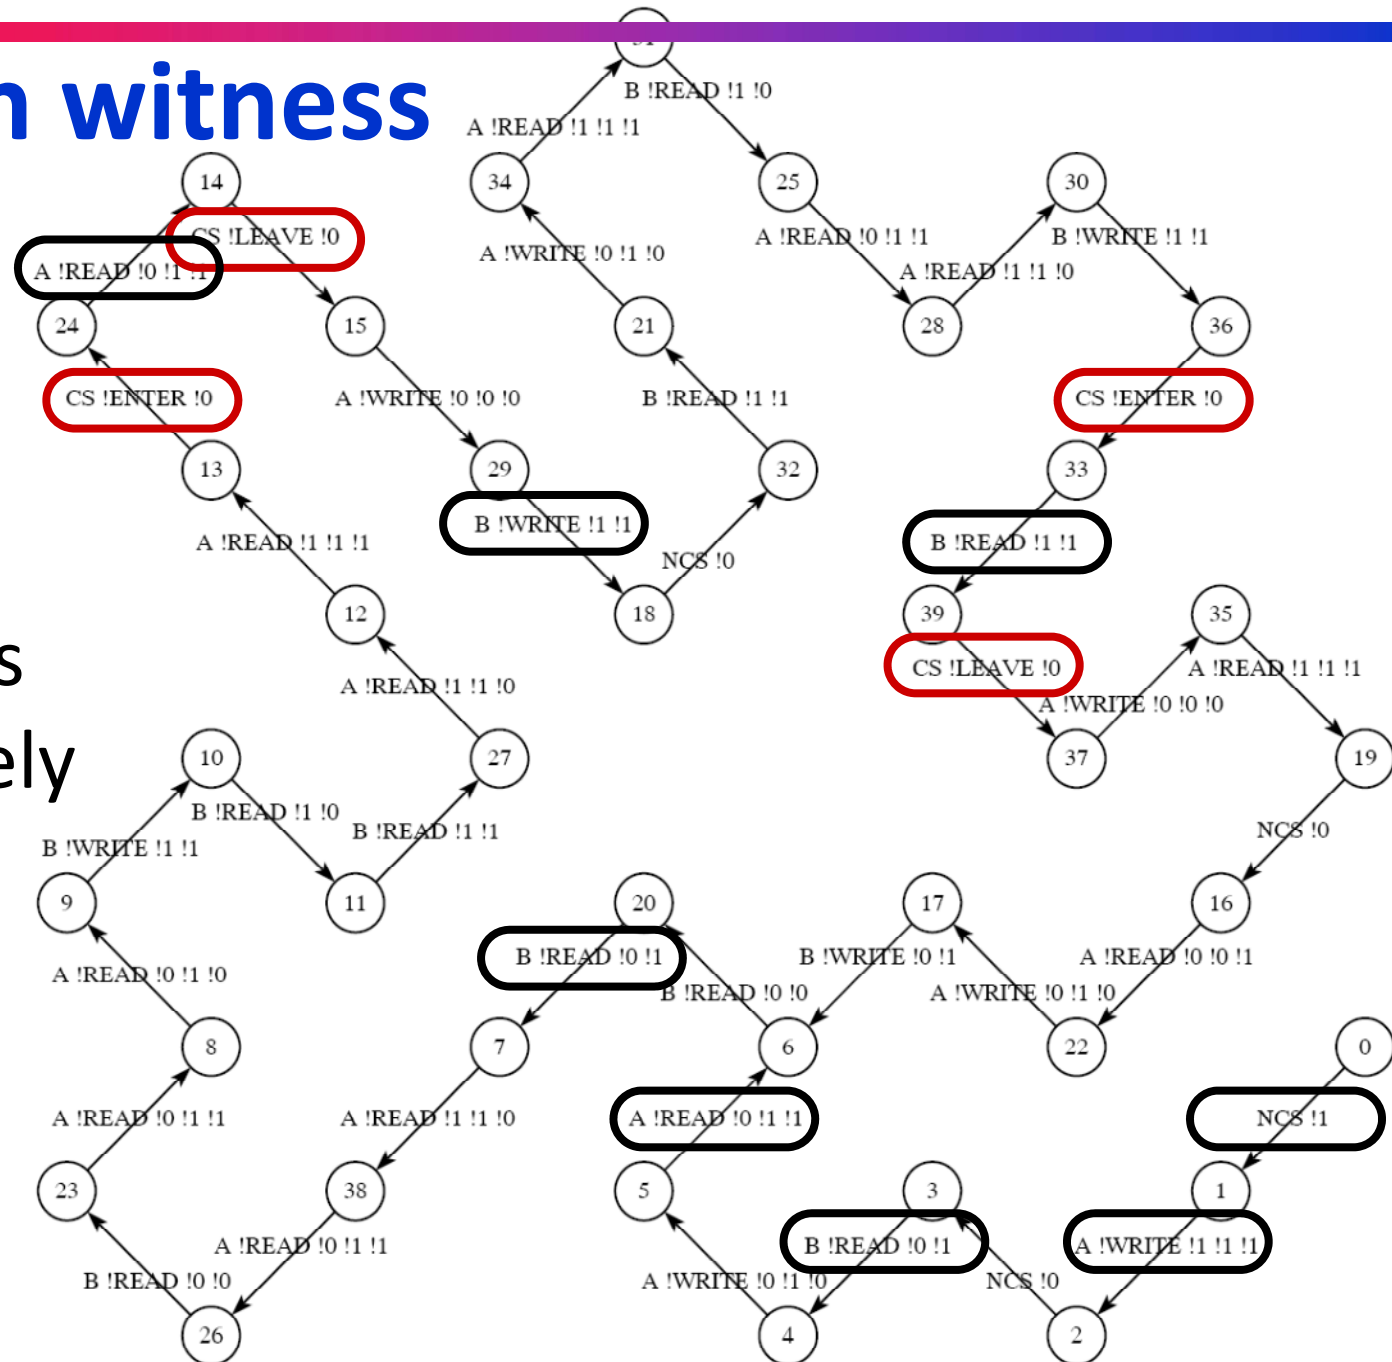 n witness
B !READ !1 !0
A !READ !1 !1 !1
14
34
25
30
CS !LEAVE !0
A !READ !0 !1 !1
A !WRITE !0 !1 !0
A !READ !0 !1 !1
B !WRITE !1 !1
A !READ !1 !1 !0
24
15
21
28
36
CS !ENTER !0
A !WRITE !0 !0 !0
B !READ !1 !1
CS !ENTER !0
13
29
32
33
B !WRITE !1 !1
A !READ !1 !1 !1
B !READ !1 !1
NCS !0
12
18
39
35
s
CS !LEAVE !0
A !READ !1 !1 !1
A !READ !1 !1 !0
A !WRITE !0 !0 !0
ely
10
27
37
19
B !READ !1 !0
B !READ !1 !1
NCS !0
B !WRITE !1 !1
9
11
20
17
16
B !READ !0 !1
B !WRITE !0 !1
A !READ !0 !0 !1
A !READ !0 !1 !0
B !READ !0 !0
A !WRITE !0 !1 !0
8
7
6
22
0
A !READ !0 !1 !1
A !READ !1 !1 !0
A !READ !0 !1 !1
NCS !1
23
38
5
3
1
A !READ !0 !1 !1
B !READ !0 !1
A !WRITE !1 !1 !1
B !READ !0 !0
A !WRITE !0 !1 !0
NCS !0
26
4
2